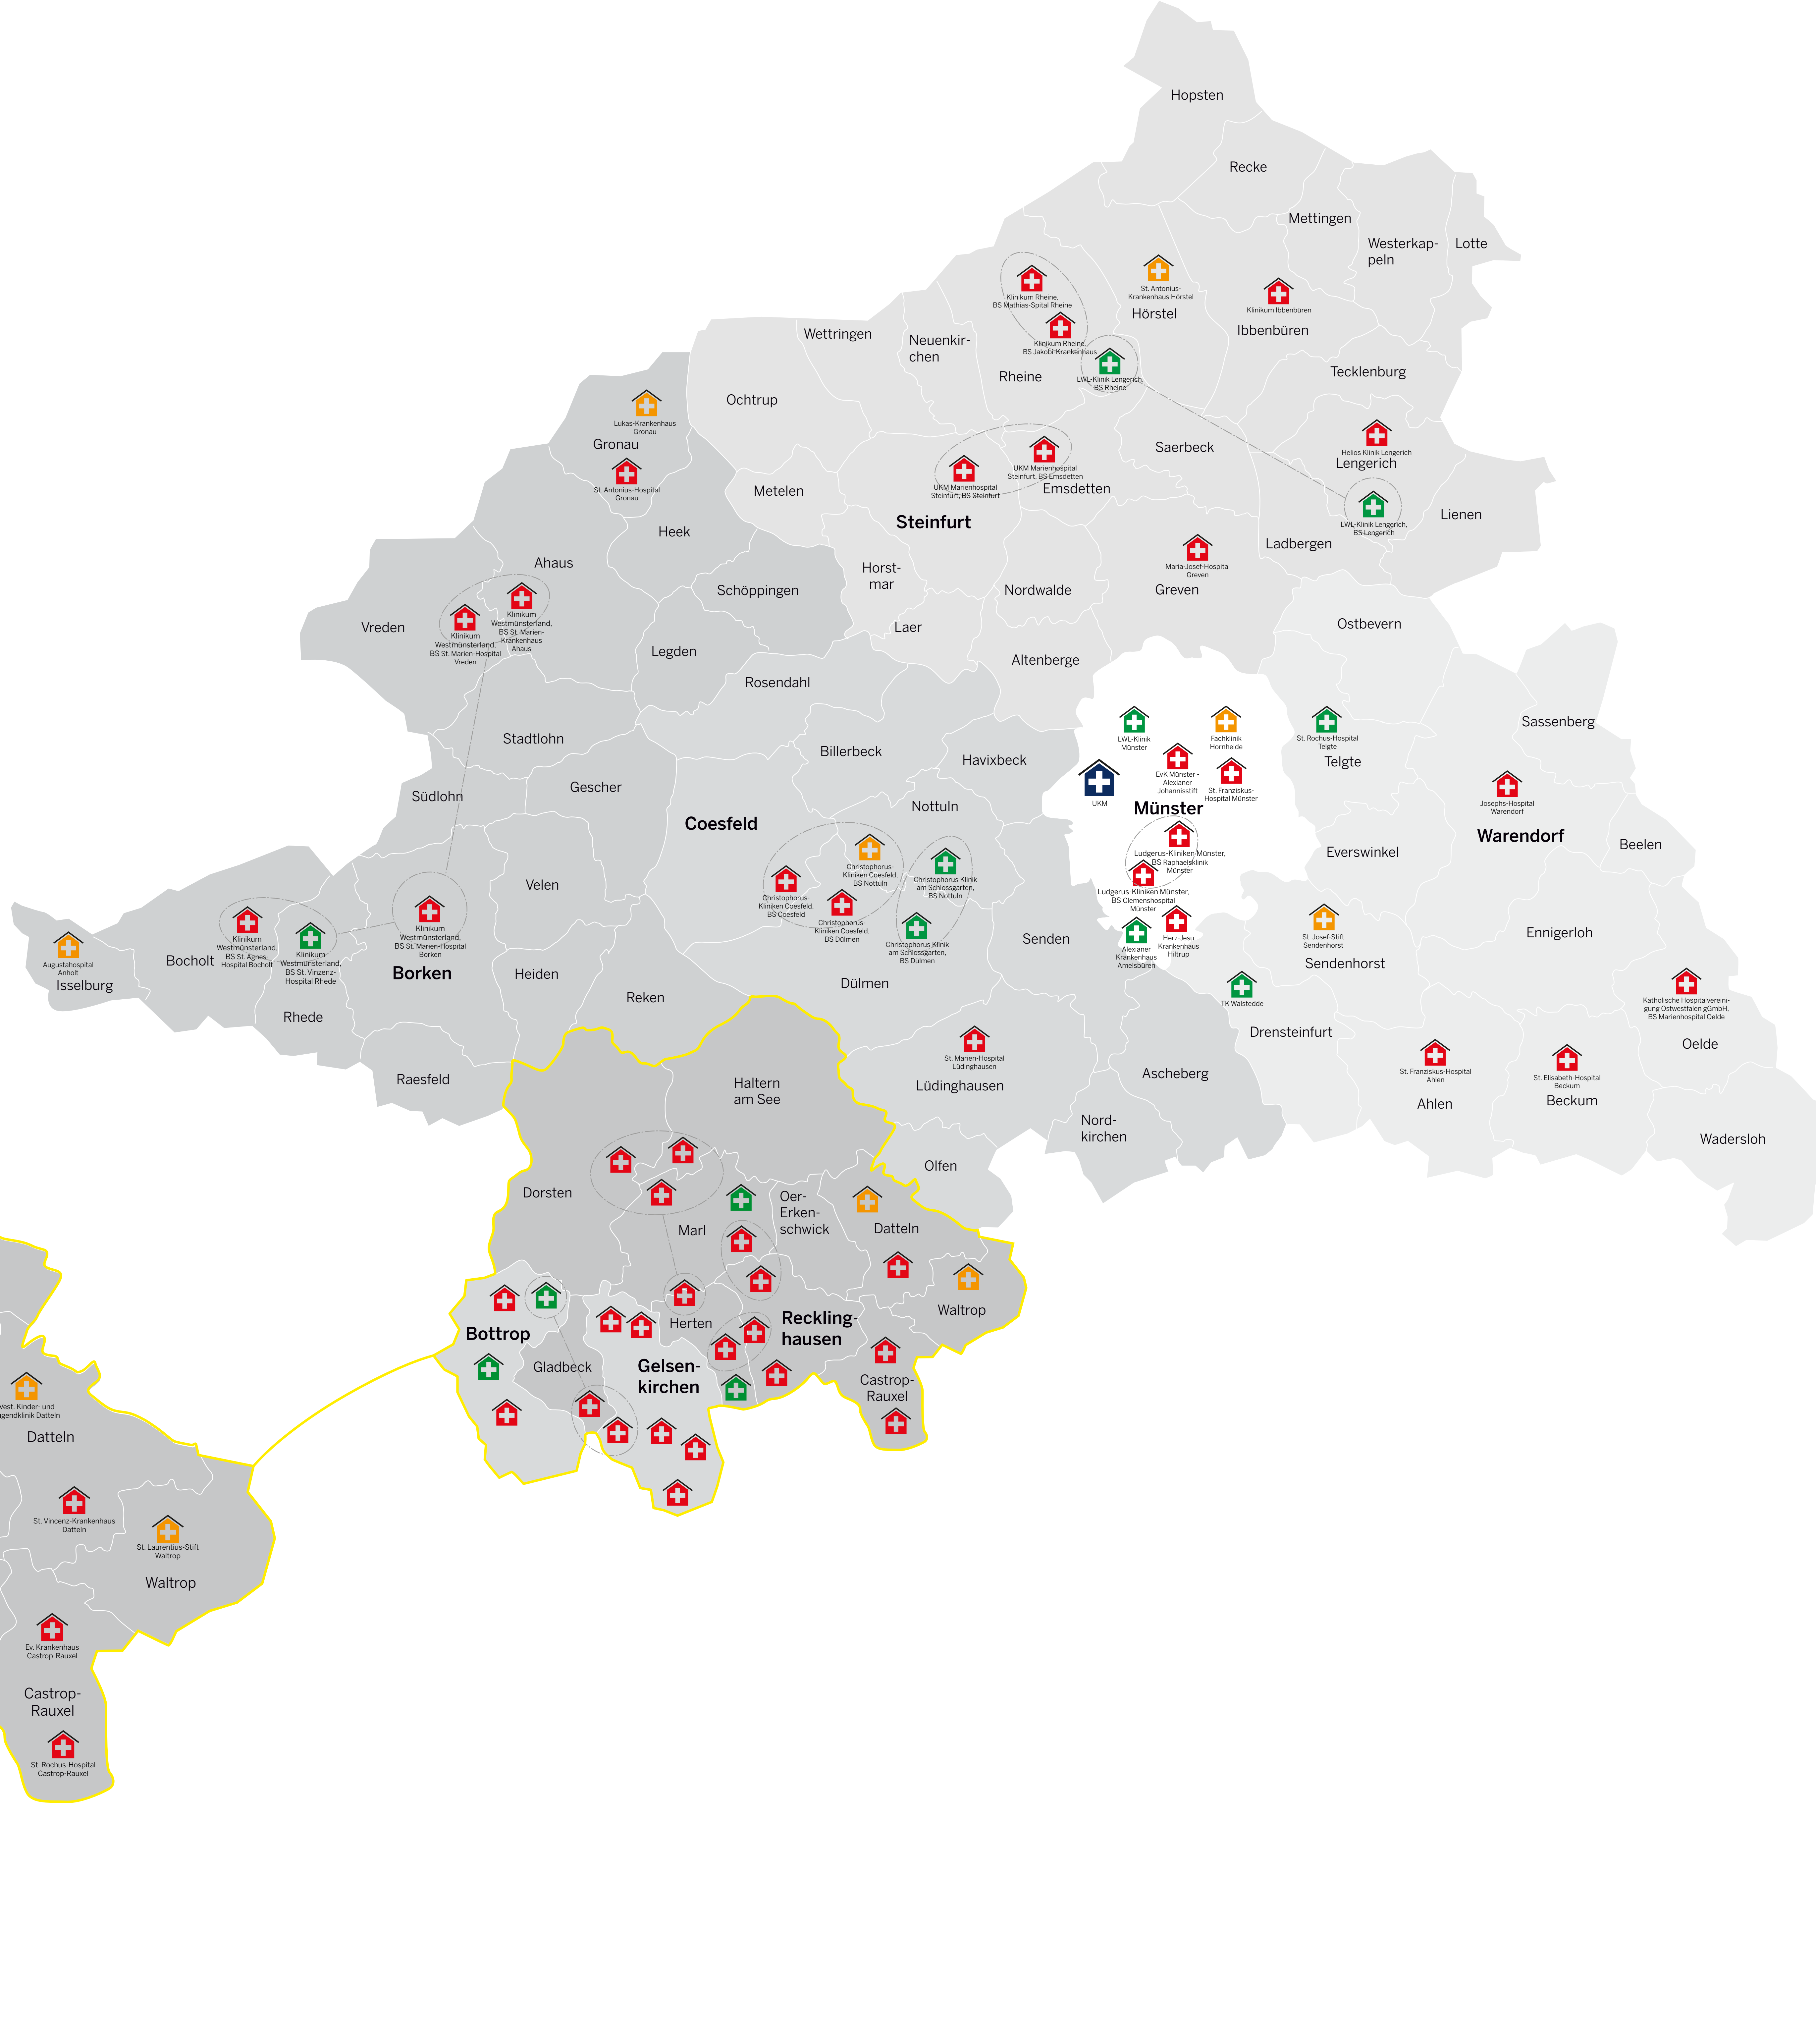 Hopsten
Recke
Mettingen
Westerkap-
peln
Lotte
Klinikum Rheine,
BS Mathias-Spital Rheine
St. Antonius-
Krankenhaus Hörstel
Hörstel
Klinikum Ibbenbüren
Ibbenbüren
Wettringen
Neuenkir-
chen
Klinikum Rheine,
BS Jakobi-Krankenhaus
Rheine
LWL-Klinik Lengerich,
BS Rheine
Tecklenburg
Ochtrup
Lukas-Krankenhaus
Gronau
Gronau
St. Antonius-Hospital
Gronau
Saerbeck
Helios Klinik Lengerich
Lengerich
UKM Marienhospital
Steinfurt, BS Emsdetten
Emsdetten
UKM Marienhospital
Steinfurt, BS Steinfurt
Steinfurt
Metelen
LWL-Klinik Lengerich,
BS Lengerich
Lienen
Ladbergen
Heek
Ahaus
Maria-Josef-Hospital
Greven
Greven
Horst-
mar
Schöppingen
Nordwalde
Klinikum
Westmünsterland,
BS St. Marien-
Krankenhaus
Ahaus
Vreden
Klinikum
Westmünsterland,
BS St. Marien-Hospital
Vreden
Laer
Ostbevern
Legden
Altenberge
Rosendahl
Stadtlohn
Billerbeck
Havixbeck
LWL-Klinik
Münster
Fachklinik
Hornheide
St. Rochus-Hospital
Telgte
Telgte
Sassenberg
Südlohn
Gescher
Nottuln
UKM
EvK Münster -
Alexianer
Johannisstift
St. Franziskus-
Hospital Münster
Münster
Josephs-Hospital
Warendorf
Warendorf
Coesfeld
Beelen
Everswinkel
Ludgerus-Kliniken Münster,
BS Raphaelsklinik
Münster
Ludgerus-Kliniken Münster,
BS Clemenshospital
Münster
Velen
Christophorus-
Kliniken Coesfeld,
BS Nottuln
Christophorus Klinik
am Schlossgarten,
BS Nottuln
Christophorus-
Kliniken Coesfeld,
BS Coesfeld
Christophorus-
Kliniken Coesfeld,
BS Dülmen
Christophorus Klinik
am Schlossgarten,
BS Dülmen
Senden
Alexianer
Krankenhaus
Amelsbüren
Herz-Jesu
Krankenhaus
Hiltrup
St. Josef-Stift
Sendenhorst
Sendenhorst
Ennigerloh
Augustahospital
Anholt
Isselburg
Bocholt
Klinikum
Westmünsterland,
BS St. Agnes-
Hospital Bocholt
Klinikum
Westmünsterland,
BS St. Vinzenz-
Hospital Rhede
Klinikum
Westmünsterland,
BS St. Marien-Hospital
Borken
Borken
Heiden
Dülmen
Reken
Rhede
TK Walstedde
Drensteinfurt
Katholische Hospitalvereini-
gung Ostwestfalen gGmbH,
BS Marienhospital Oelde
Oelde
Raesfeld
Haltern
am See
St. Marien-Hospital
Lüdinghausen
Lüdinghausen
Ascheberg
St. Franziskus-Hospital
Ahlen
Ahlen
St. Elisabeth-Hospital
Beckum
Beckum
Nord-
kirchen
Wadersloh
Olfen
Dorsten
Marl
Oer-
Erken-
schwick
Datteln
Waltrop
Herten
Reckling-
hausen
Bottrop
Gladbeck
Gelsen-
kirchen
Castrop-
Rauxel
Vest. Kinder- und
Datteln
St. Vincenz-Krankenhaus
Datteln
St. Laurentius-Stift
Waltrop
Waltrop
Ev. Krankenhaus
Castrop-Rauxel
Castrop-
Rauxel
St. Rochus-Hospital
Castrop-Rauxel